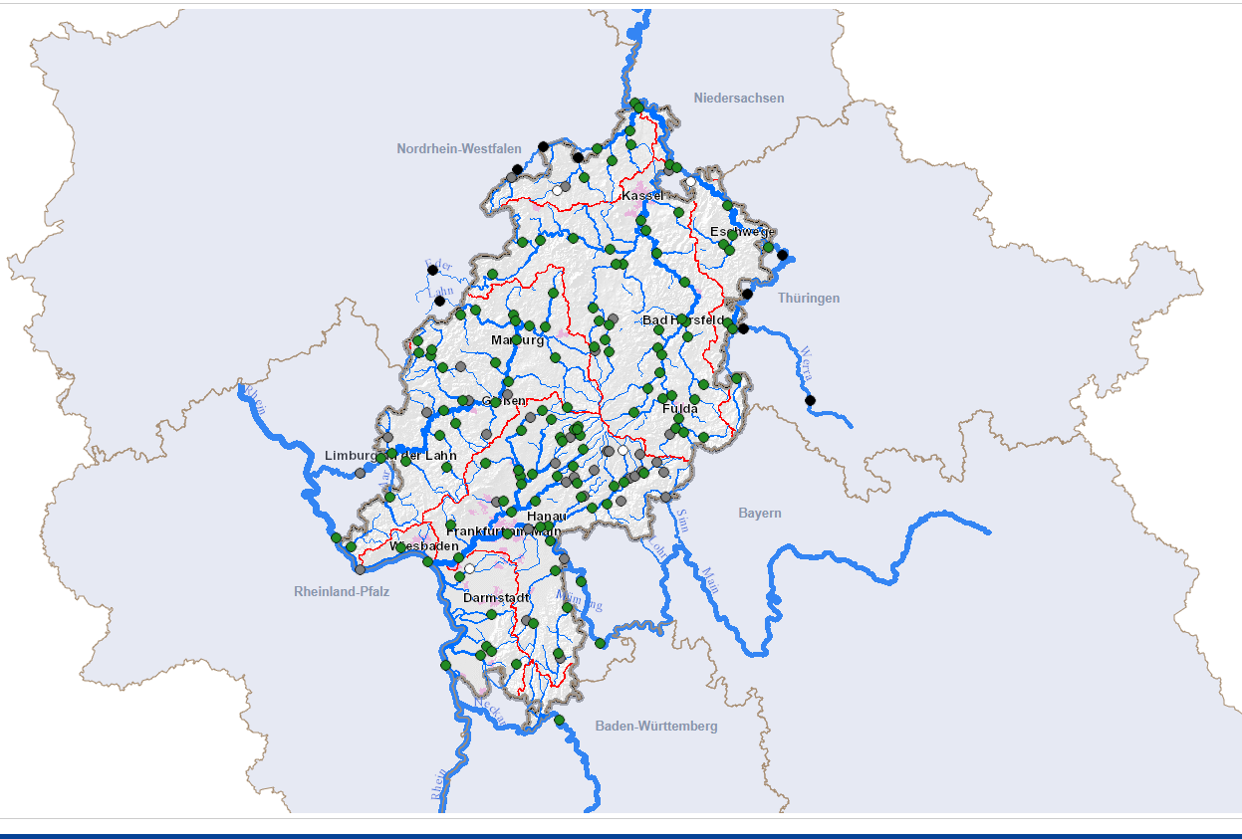 Niedersachsen
Nordrhein-Westfalen
Kassel
Eschwege
Eder
Lahn
Thüringen
Bad Hersfeld
Marburg
Werra
Rhein
Gießen
Fulda
Limburg an der Lahn
Bayern
Sinn
Hanau
Frankfurt am Main
Wiesbaden
Lohr
Main
Rheinland-Pfalz
Darmstadt
Mümling
Neckar
Baden-Württemberg
Rhein